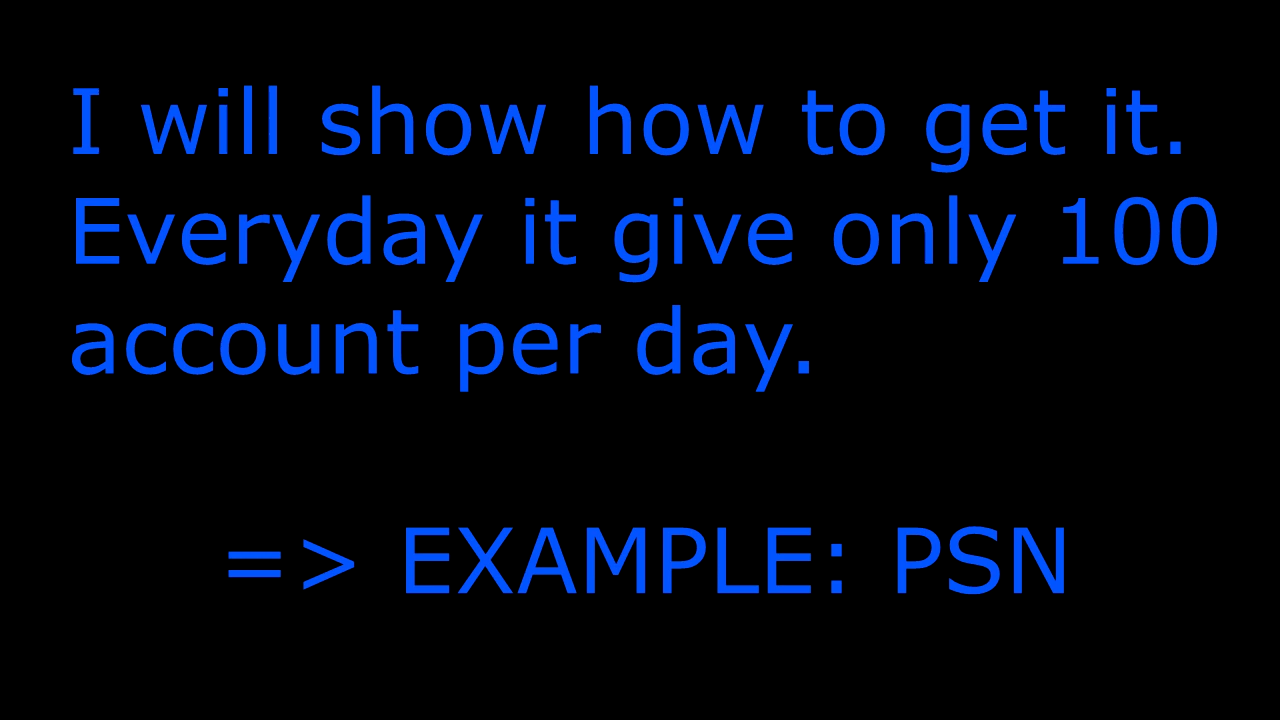 I will show how to get it.
Everyday it give only 100
account per day.
=> EXAMPLE: PSN